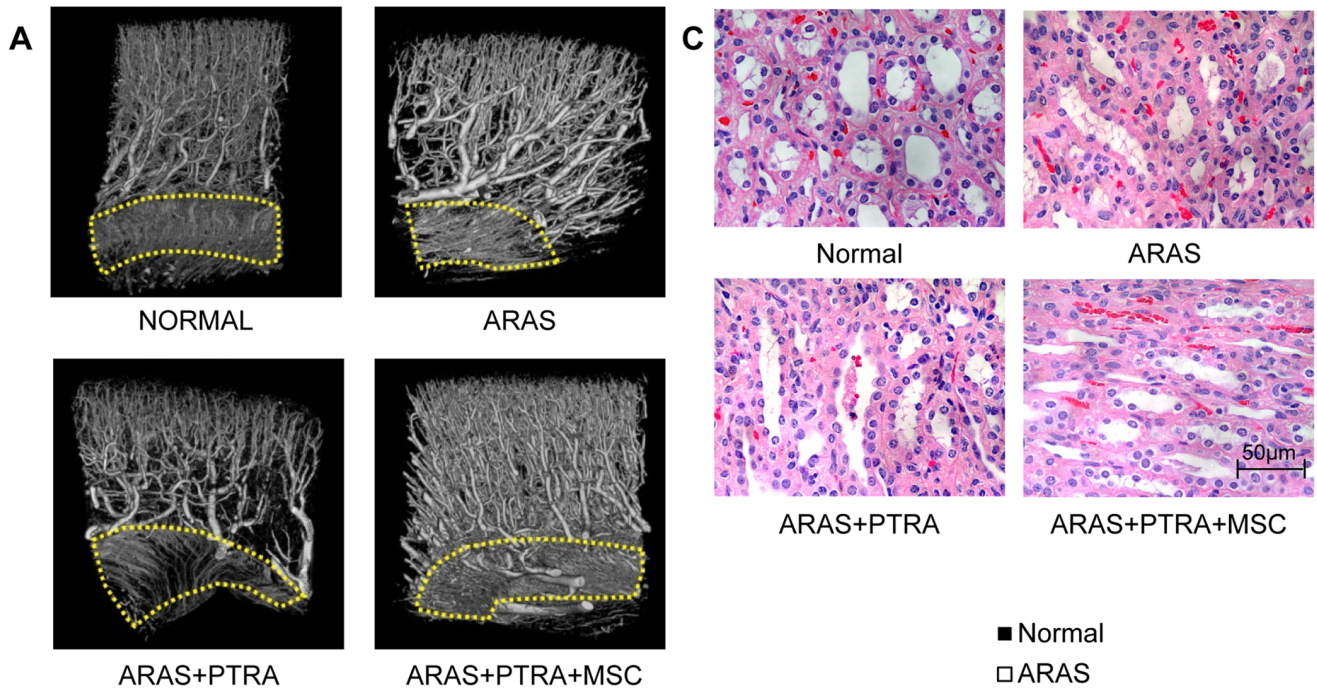 A
C
NORMAL
ARAS
Normal
ARAS
50μm
ARAS+PTRA
ARAS+PTRA+MSC
ARAS+PTRA
ARAS+PTRA+MSC
Normal
ARAS